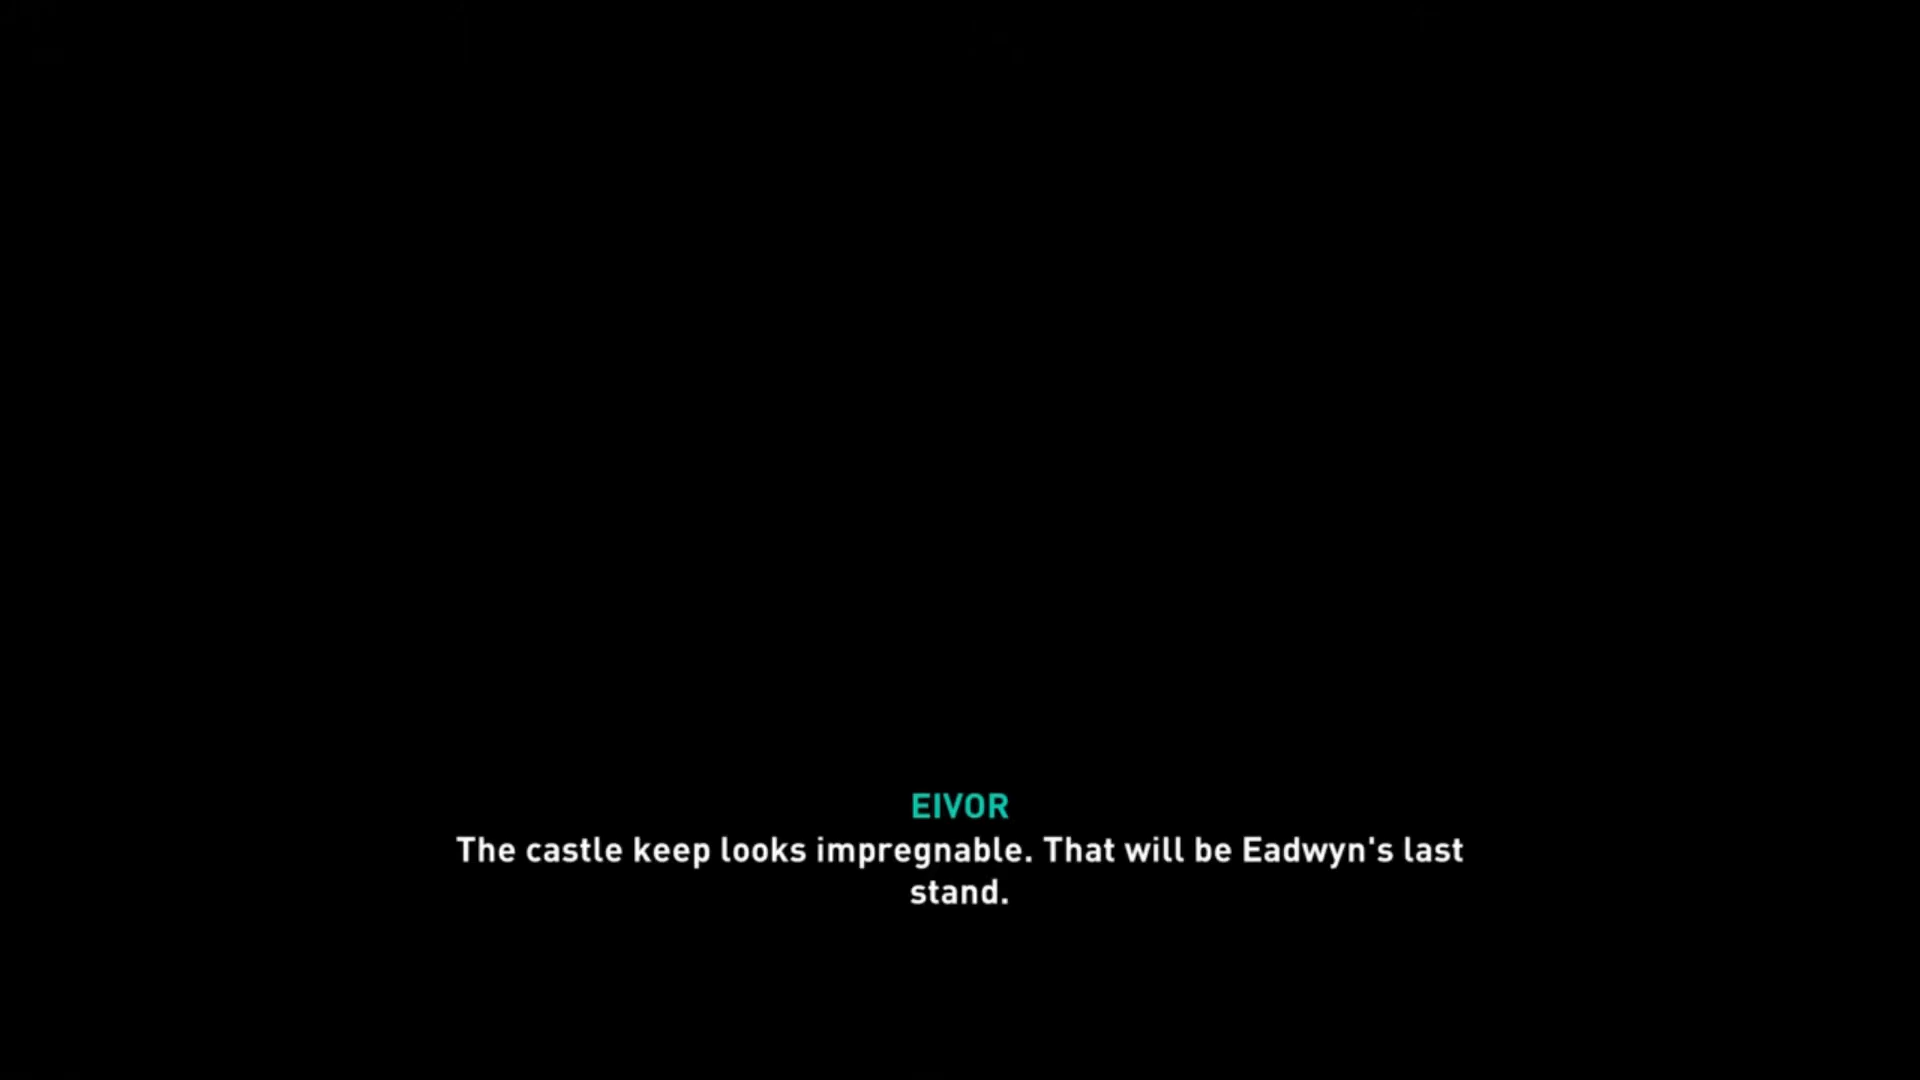 EIVOR
The castle keep looks impregnable. That will be Eadwyn's last
stand.